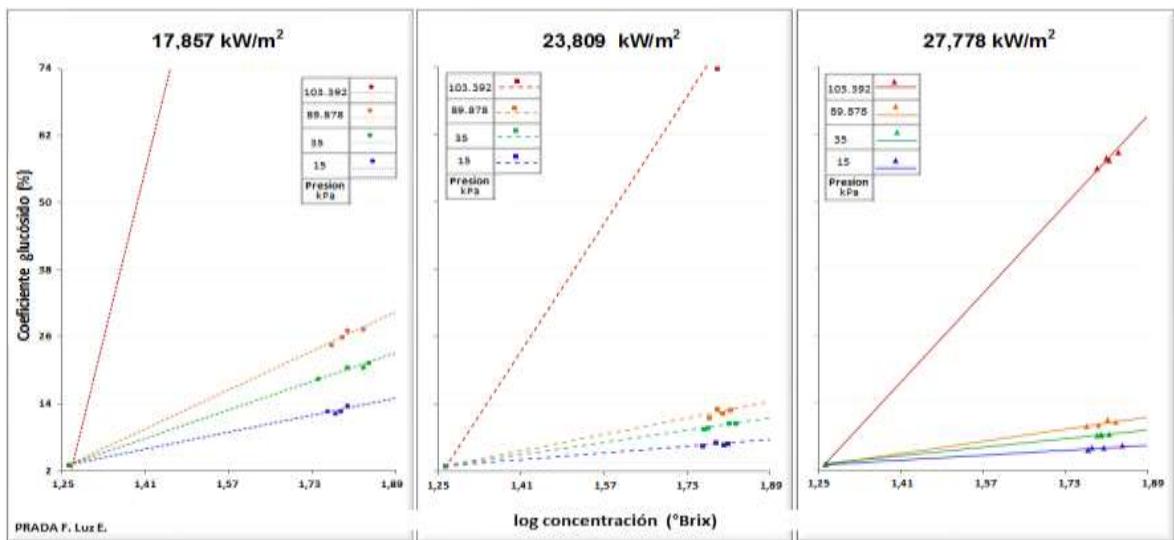 17,857 kW/m²
23,809 kW/m²
27,778 kW/m²
Coeficiente glucósido (%)
74
62
50
38
26
14
2
103.392
89.878
35
15
Presion
kPa
103.392
89.878
35
15
Presion
kPa
103.392
89.878
35
15
Presion
kPa
1,25 1,41 1,57 1,73 1,89
1,25 1,41 1,57 1,73 1,89
1,25 1,41 1,57 1,73 1,89
log concentración (°Brix)
PRADA F. Luz E.